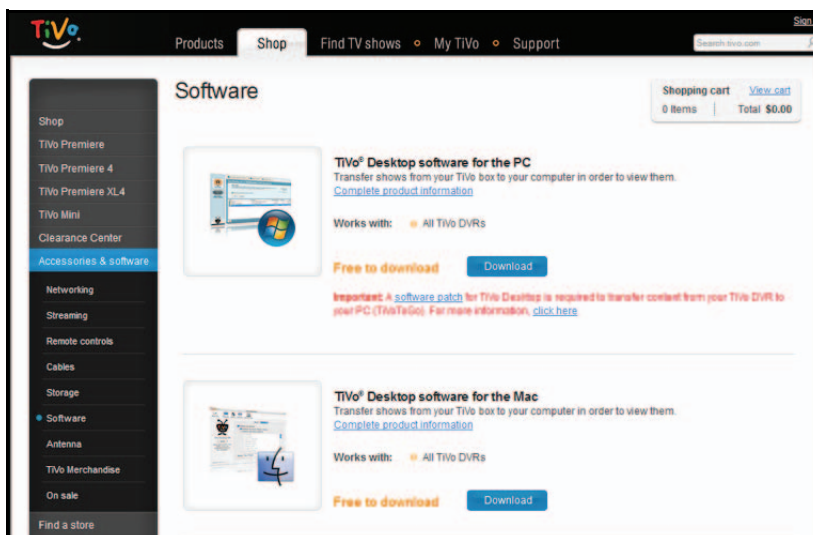 TiVo
Sign
Products Shop Find TV shows My TiVo Support
Search tivo.com
Software
Shopping cart View cart
0 Items Total $0.00
Shop
TiVo Premiere
TiVo Premiere 4
TiVo Premiere XL4
TiVo Mini
Clearance Center
Accessories & software
Networking
Streaming
Remote controls
Cables
Storage
Software
Antenna
TiVo Merchandise
On sale
Find a store
TiVo® Desktop software for the PC
Transfer shows from your TiVo box to your computer in order to view them.
Complete product information
Works with: All TiVo DVRs
Free to download Download
Important: A software patch for TiVo Desktop is required to transfer content from your TiVo DVR to
your PC (TiVoToGo). For more information, click here
TiVo® Desktop software for the Mac
Transfer shows from your TiVo box to your computer in order to view them.
Complete product information
Works with: All TiVo DVRs
Free to download Download